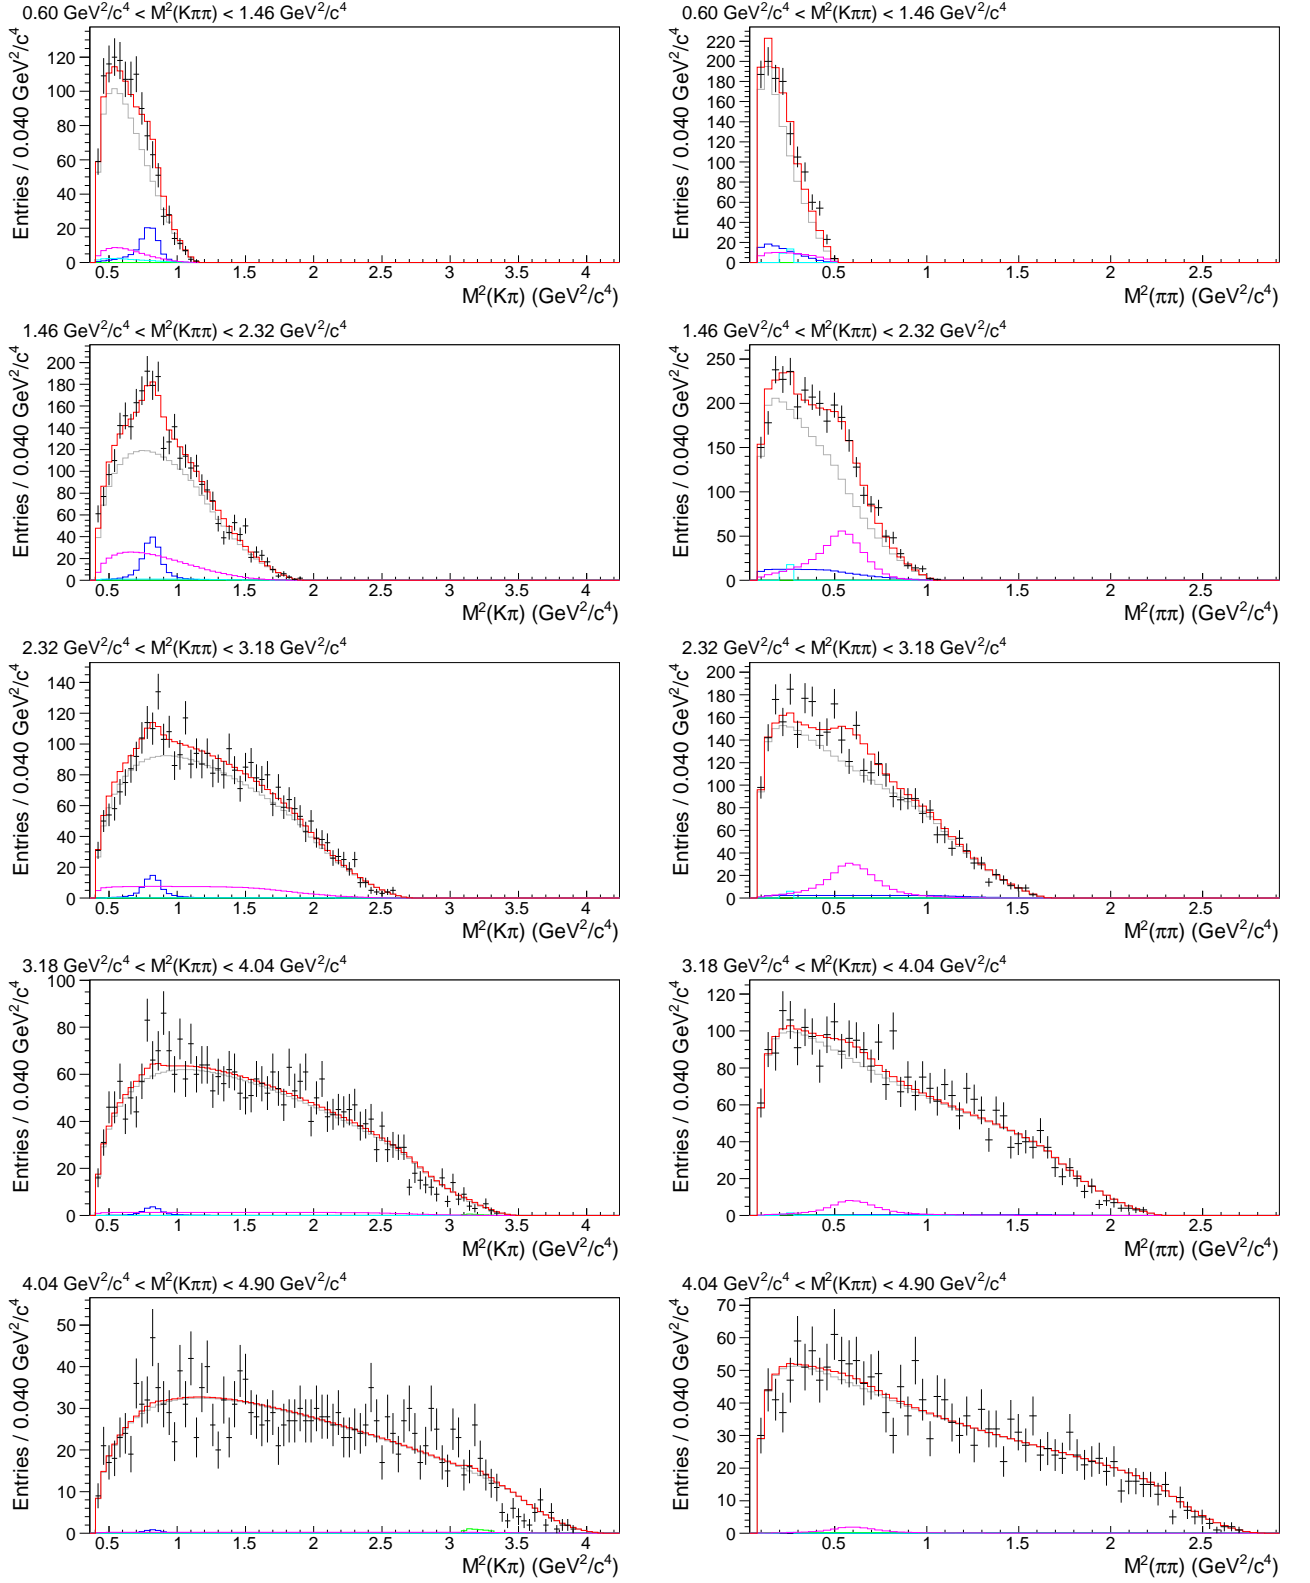 0.60 GeV²/c⁴ < M²(Kππ) < 1.46 GeV²/c⁴
Entries / 0.040 GeV²/c⁴
120
100
80
60
40
20
0
0.5 1 1.5 2 2.5 3 3.5 4
M²(Kπ) (GeV²/c⁴)
0.60 GeV²/c⁴ < M²(Kππ) < 1.46 GeV²/c⁴
Entries / 0.040 GeV²/c⁴
220
200
180
160
140
120
100
80
60
40
20
0
0.5 1 1.5 2 2.5
M²(ππ) (GeV²/c⁴)
1.46 GeV²/c⁴ < M²(Kππ) < 2.32 GeV²/c⁴
Entries / 0.040 GeV²/c⁴
200
180
160
140
120
100
80
60
40
20
0
0.5 1 1.5 2 2.5 3 3.5 4
M²(Kπ) (GeV²/c⁴)
1.46 GeV²/c⁴ < M²(Kππ) < 2.32 GeV²/c⁴
Entries / 0.040 GeV²/c⁴
250
200
150
100
50
0
0.5 1 1.5 2 2.5
M²(ππ) (GeV²/c⁴)
2.32 GeV²/c⁴ < M²(Kππ) < 3.18 GeV²/c⁴
Entries / 0.040 GeV²/c⁴
140
120
100
80
60
40
20
0
0.5 1 1.5 2 2.5 3 3.5 4
M²(Kπ) (GeV²/c⁴)
2.32 GeV²/c⁴ < M²(Kππ) < 3.18 GeV²/c⁴
Entries / 0.040 GeV²/c⁴
200
180
160
140
120
100
80
60
40
20
0
0.5 1 1.5 2 2.5
M²(ππ) (GeV²/c⁴)
3.18 GeV²/c⁴ < M²(Kππ) < 4.04 GeV²/c⁴
Entries / 0.040 GeV²/c⁴
100
80
60
40
20
0
0.5 1 1.5 2 2.5 3 3.5 4
M²(Kπ) (GeV²/c⁴)
3.18 GeV²/c⁴ < M²(Kππ) < 4.04 GeV²/c⁴
Entries / 0.040 GeV²/c⁴
120
100
80
60
40
20
0
0.5 1 1.5 2 2.5
M²(ππ) (GeV²/c⁴)
4.04 GeV²/c⁴ < M²(Kππ) < 4.90 GeV²/c⁴
Entries / 0.040 GeV²/c⁴
50
40
30
20
10
0
0.5 1 1.5 2 2.5 3 3.5 4
M²(Kπ) (GeV²/c⁴)
4.04 GeV²/c⁴ < M²(Kππ) < 4.90 GeV²/c⁴
Entries / 0.040 GeV²/c⁴
70
60
50
40
30
20
10
0
0.5 1 1.5 2 2.5
M²(ππ) (GeV²/c⁴)